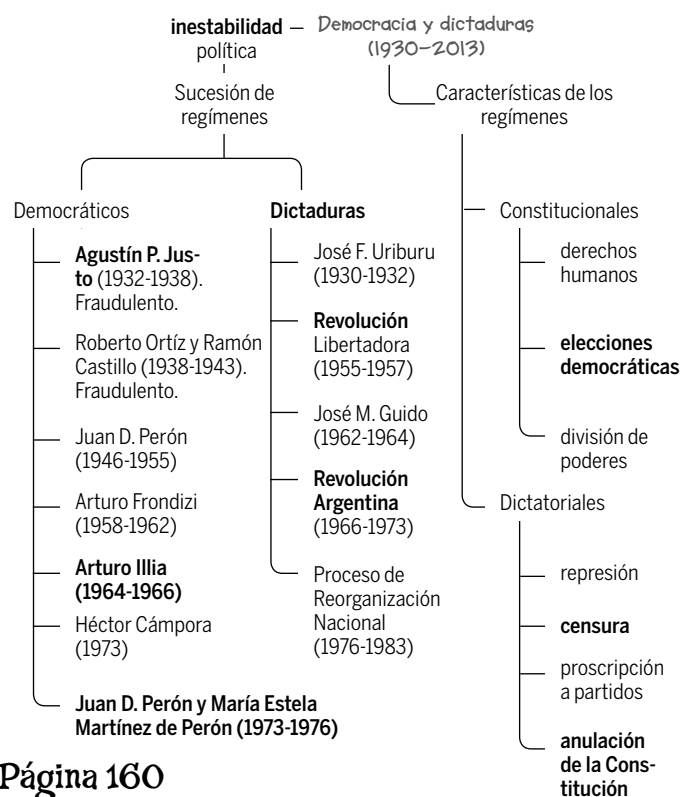 inestabilidad
política
Democracia y dictaduras
(1930–2013)
Sucesión de
regímenes
Características de los
regímenes
Democráticos
Agustín P. Jus-
to (1932-1938).
Fraudulento.
Roberto Ortíz y Ramón
Castillo (1938-1943).
Fraudulento.
Juan D. Perón
(1946-1955)
Arturo Frondizi
(1958-1962)
Arturo Illia
(1964-1966)
Héctor Cámpora
(1973)
Juan D. Perón y María Estela
Martínez de Perón (1973-1976)
Dictaduras
José F. Uriburu
(1930-1932)
Revolución
Libertadora
(1955-1957)
José M. Guido
(1962-1964)
Revolución
Argentina
(1966-1973)
Proceso de
Reorganización
Nacional
(1976-1983)
Constitucionales
derechos
humanos
elecciones
democráticas
división de
poderes
Dictatoriales
represión
censura
proscripción
a partidos
anulación
de la Cons-
titución
Página 160